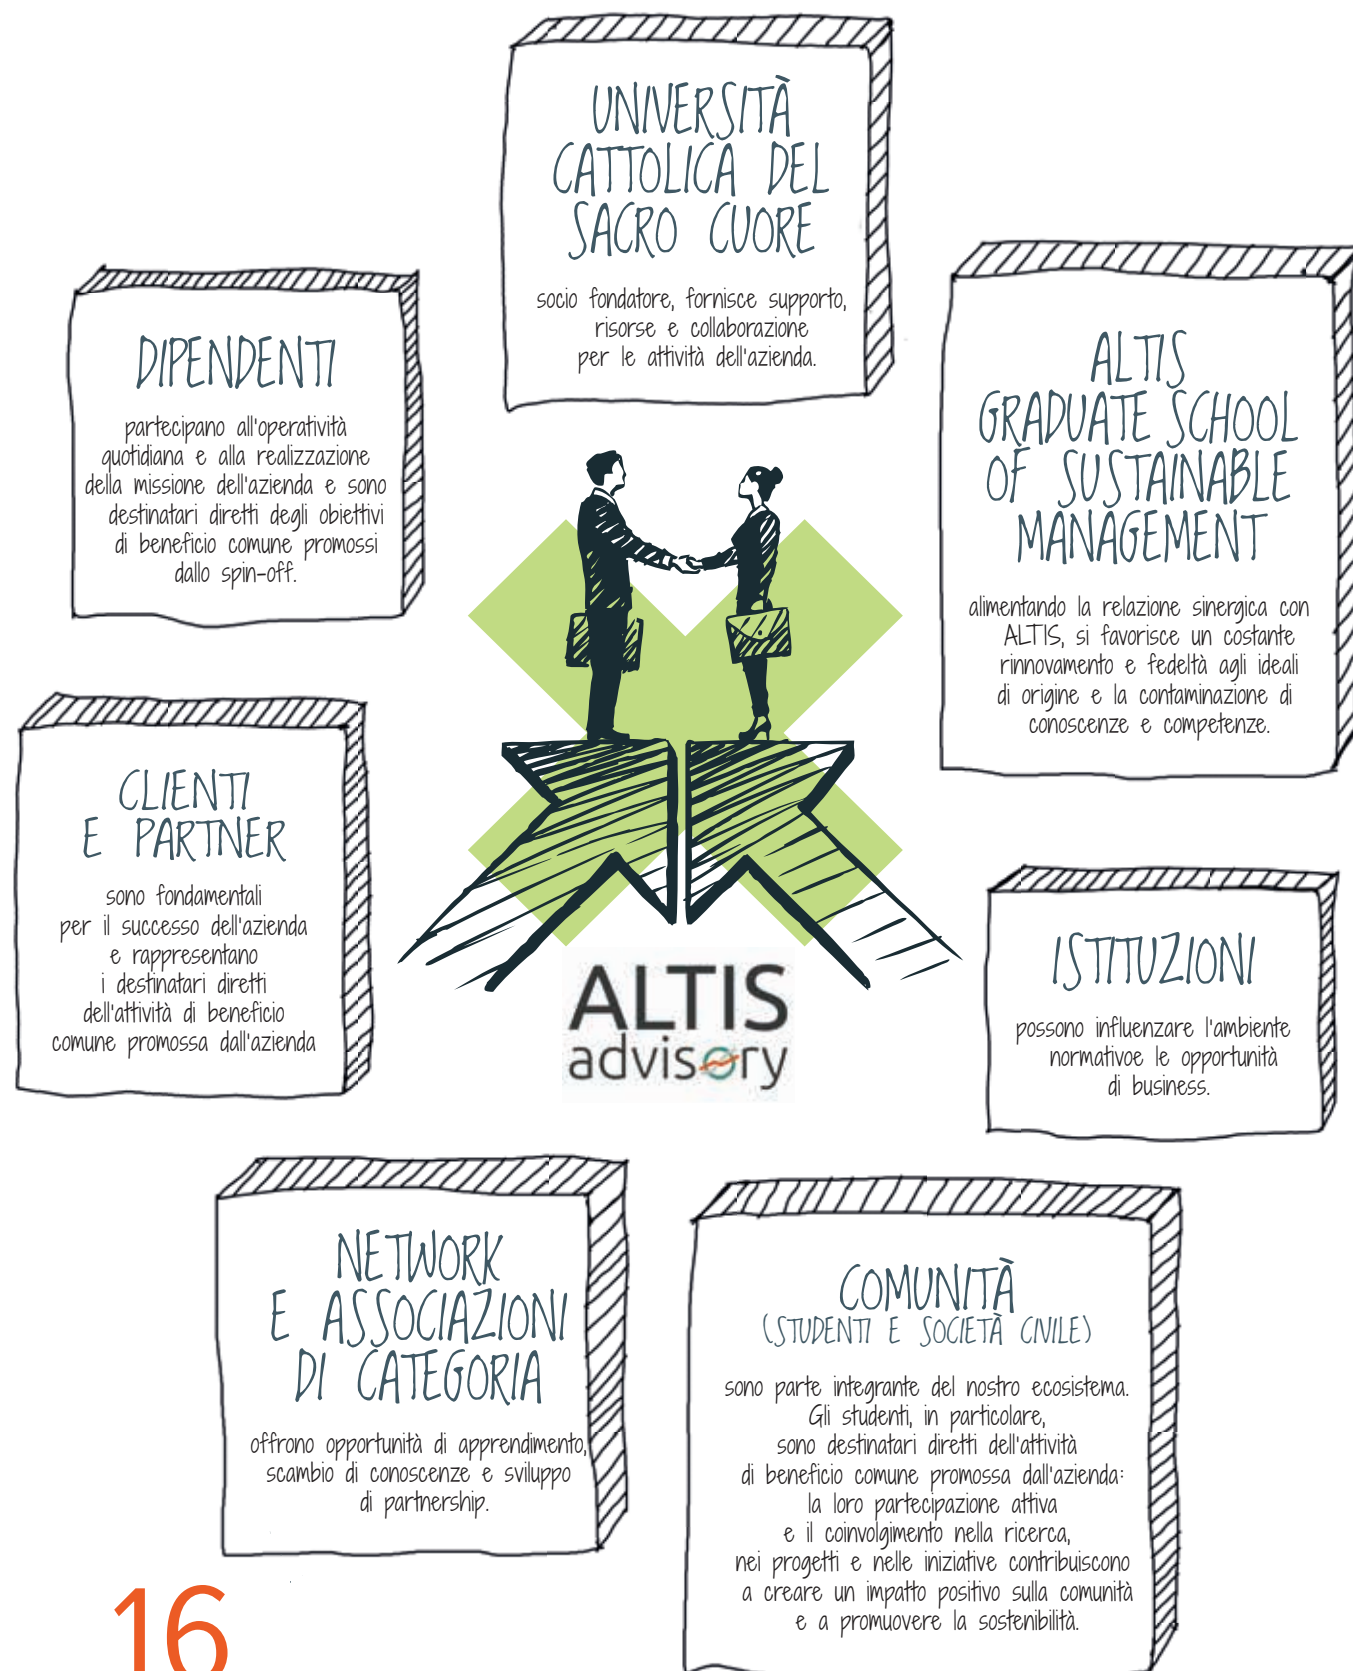 UNIVERSITÀ
CATTOLICA DEL
SACRO CUORE
socio fondatore, fornisce supporto,
risorse e collaborazione
per le attività dell'azienda.
DIPENDENTI
partecipano all'operatività
quotidiana e alla realizzazione
della missione dell'azienda e sono
destinatari diretti degli obiettivi
di beneficio comune promossi
dallo spin-off.
ALTIS
GRADUATE SCHOOL
OF SUSTAINABLE
MANAGEMENT
alimentando la relazione sinergica con
ALTIS, si favorisce un costante
rinnovamento e fedeltà agli ideali
di origine e la contaminazione di
conoscenze e competenze.
CLIENTI
E PARTNER
sono fondamentali
per il successo dell'azienda
e rappresentano
i destinatari diretti
dell'attività di beneficio
comune promossa dall'azienda
ALTIS
advisory
ISTITUZIONI
possono influenzare l'ambiente
normativoe le opportunità
di business.
NETWORK
E ASSOCIAZIONI
DI CATEGORIA
offrono opportunità di apprendimento,
scambio di conoscenze e sviluppo
di partnership.
COMUNITÀ
(STUDENTI E SOCIETÀ CIVILE)
sono parte integrante del nostro ecosistema.
Gli studenti, in particolare,
sono destinatari diretti dell'attività
di beneficio comune promossa dall'azienda:
la loro partecipazione attiva
e il coinvolgimento nella ricerca,
nei progetti e nelle iniziative contribuiscono
a creare un impatto positivo sulla comunità
e a promuovere la sostenibilità.
16